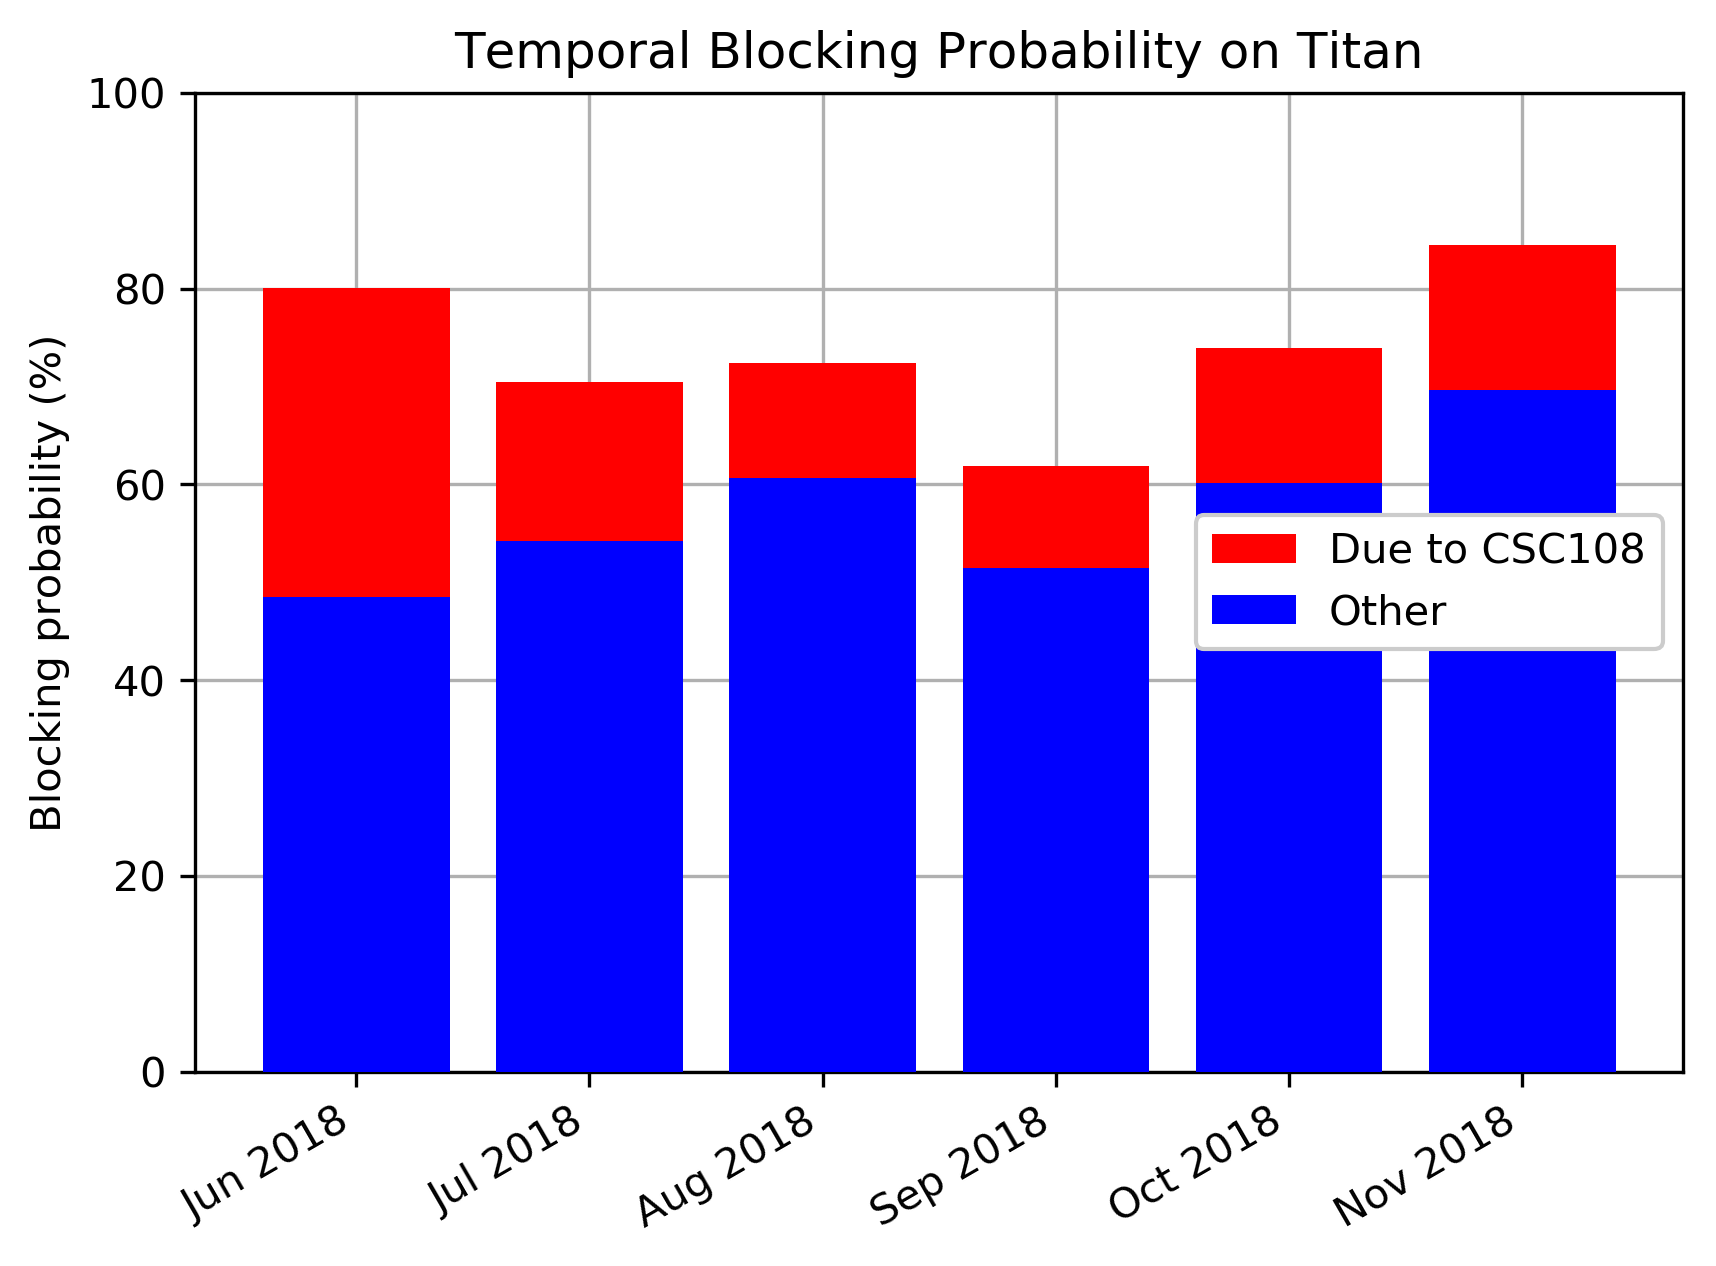 Temporal Blocking Probability on Titan
Blocking probability (%)
100
80
60
40
20
0
Due to CSC108
Other
Jun 2018
Jul 2018
Aug 2018
Sep 2018
Oct 2018
Nov 2018